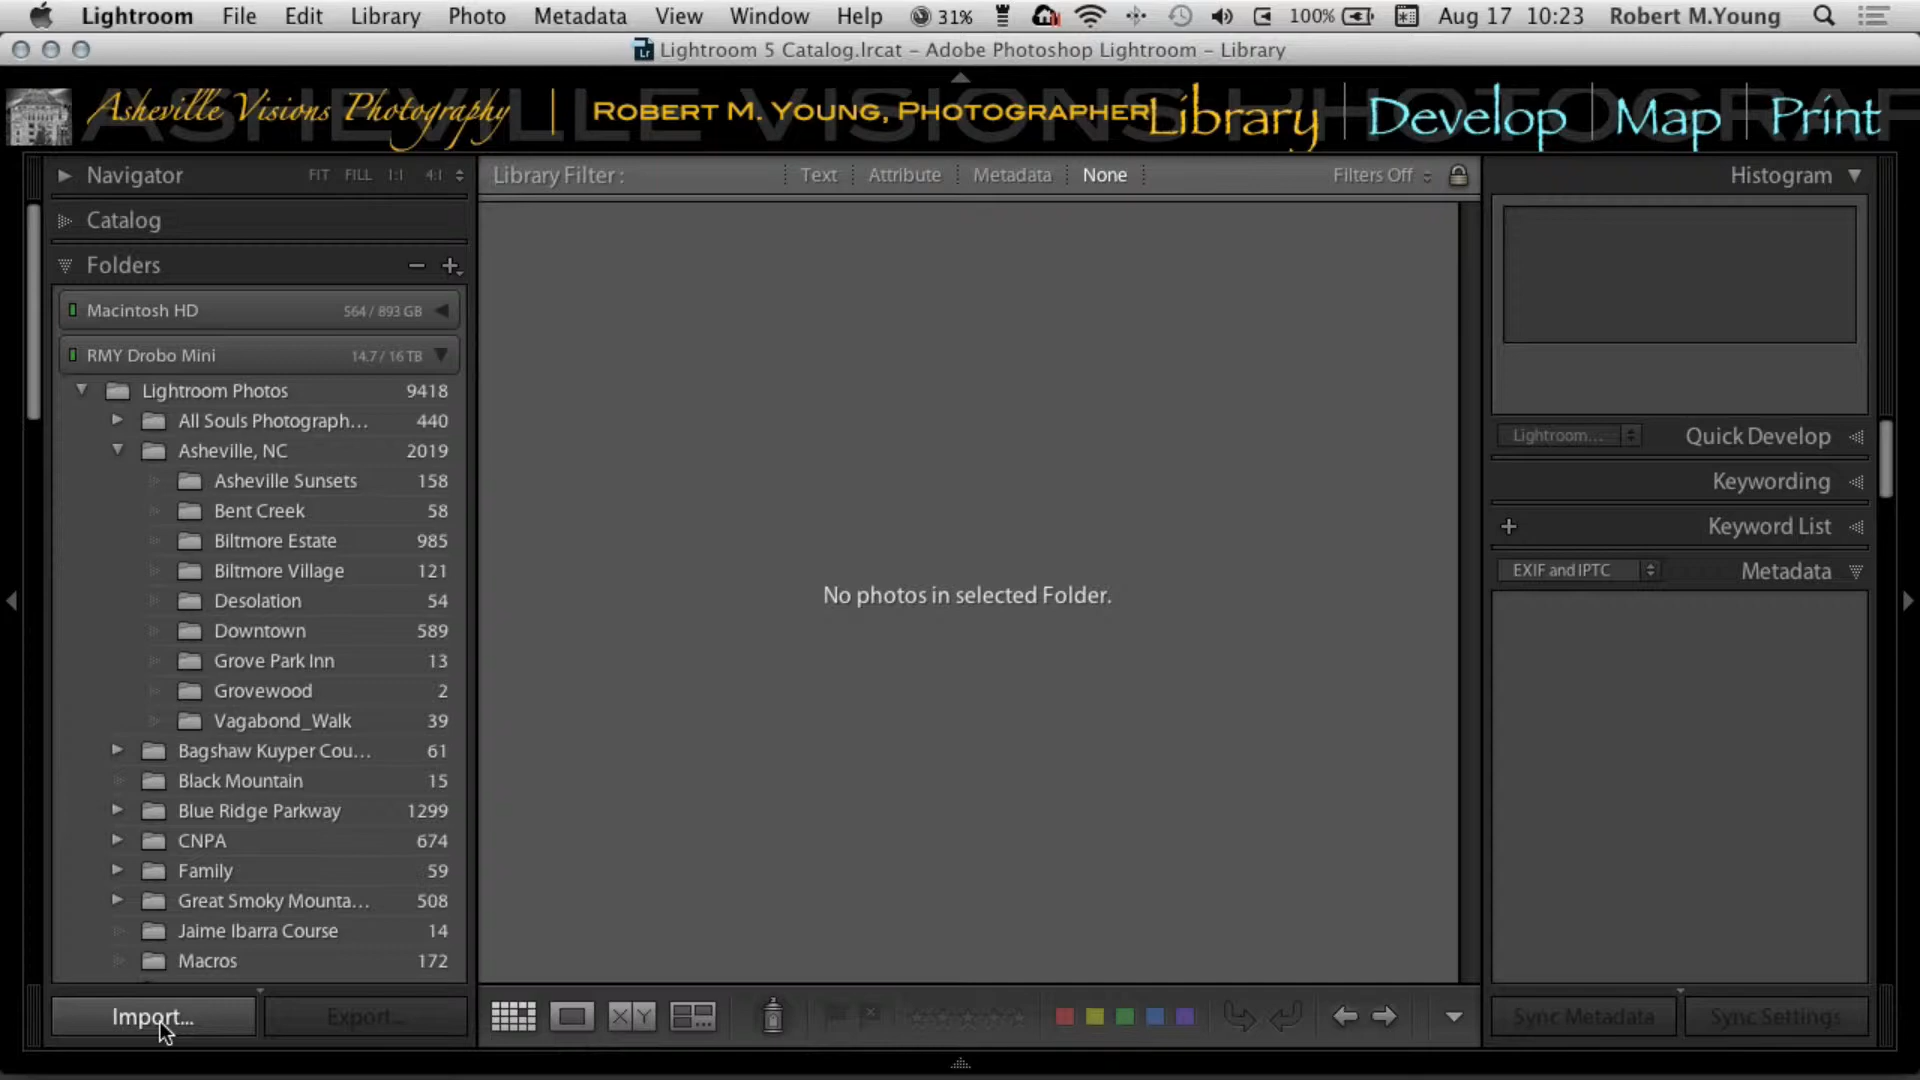 Lightroom File Edit Library Photo Metadata View Window Help 31% 100% Aug 17 10:23 Robert M.Young
Lightroom 5 Catalog.lrcat – Adobe Photoshop Lightroom – Library
Asheville Visions Photography | Robert M. Young, Photographer Library | Develop | Map | Print
Navigator FIT FILL 1:1 4:1
Library Filter : Text Attribute Metadata None Filters Off
Histogram
Catalog
Folders
Macintosh HD 564 / 893 GB
RMY Drobo Mini 14.7 / 16 TB
Lightroom Photos 9418
All Souls Photograph... 440
Asheville, NC 2019
Asheville Sunsets 158
Bent Creek 58
Biltmore Estate 985
Biltmore Village 121
Desolation 54
Downtown 589
Grove Park Inn 13
Grovewood 2
Vagabond_Walk 39
Bagshaw Kuyper Cou... 61
Black Mountain 15
Blue Ridge Parkway 1299
CNPA 674
Family 59
Great Smoky Mounta... 508
Jaime Ibarra Course 14
Macros 172
Import... Export...
No photos in selected Folder.
X Y
Lightroom... Quick Develop
Keywording
Keyword List
EXIF and IPTC Metadata
Sync Metadata Sync Settings